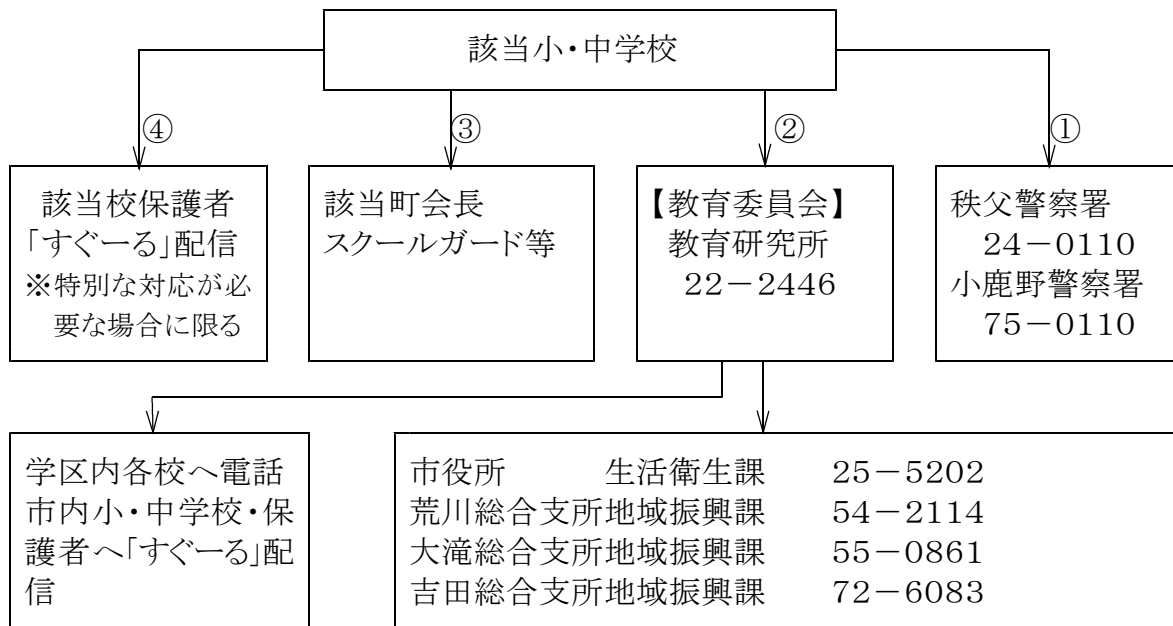 該当小・中学校
④
③
②
①
該当校保護者
「すぐーる」配信
※特別な対応が必
要な場合に限る
該当町会長
スクールガード等
【教育委員会】
教育研究所
22－2446
秩父警察署
24－0110
小鹿野警察署
75－0110
学区内各校へ電話
市内小・中学校・保
護者へ「すぐーる」配
信
市役所　　　生活衛生課　　25－5202
荒川総合支所地域振興課　　54－2114
大滝総合支所地域振興課　　55－0861
吉田総合支所地域振興課　　72－6083